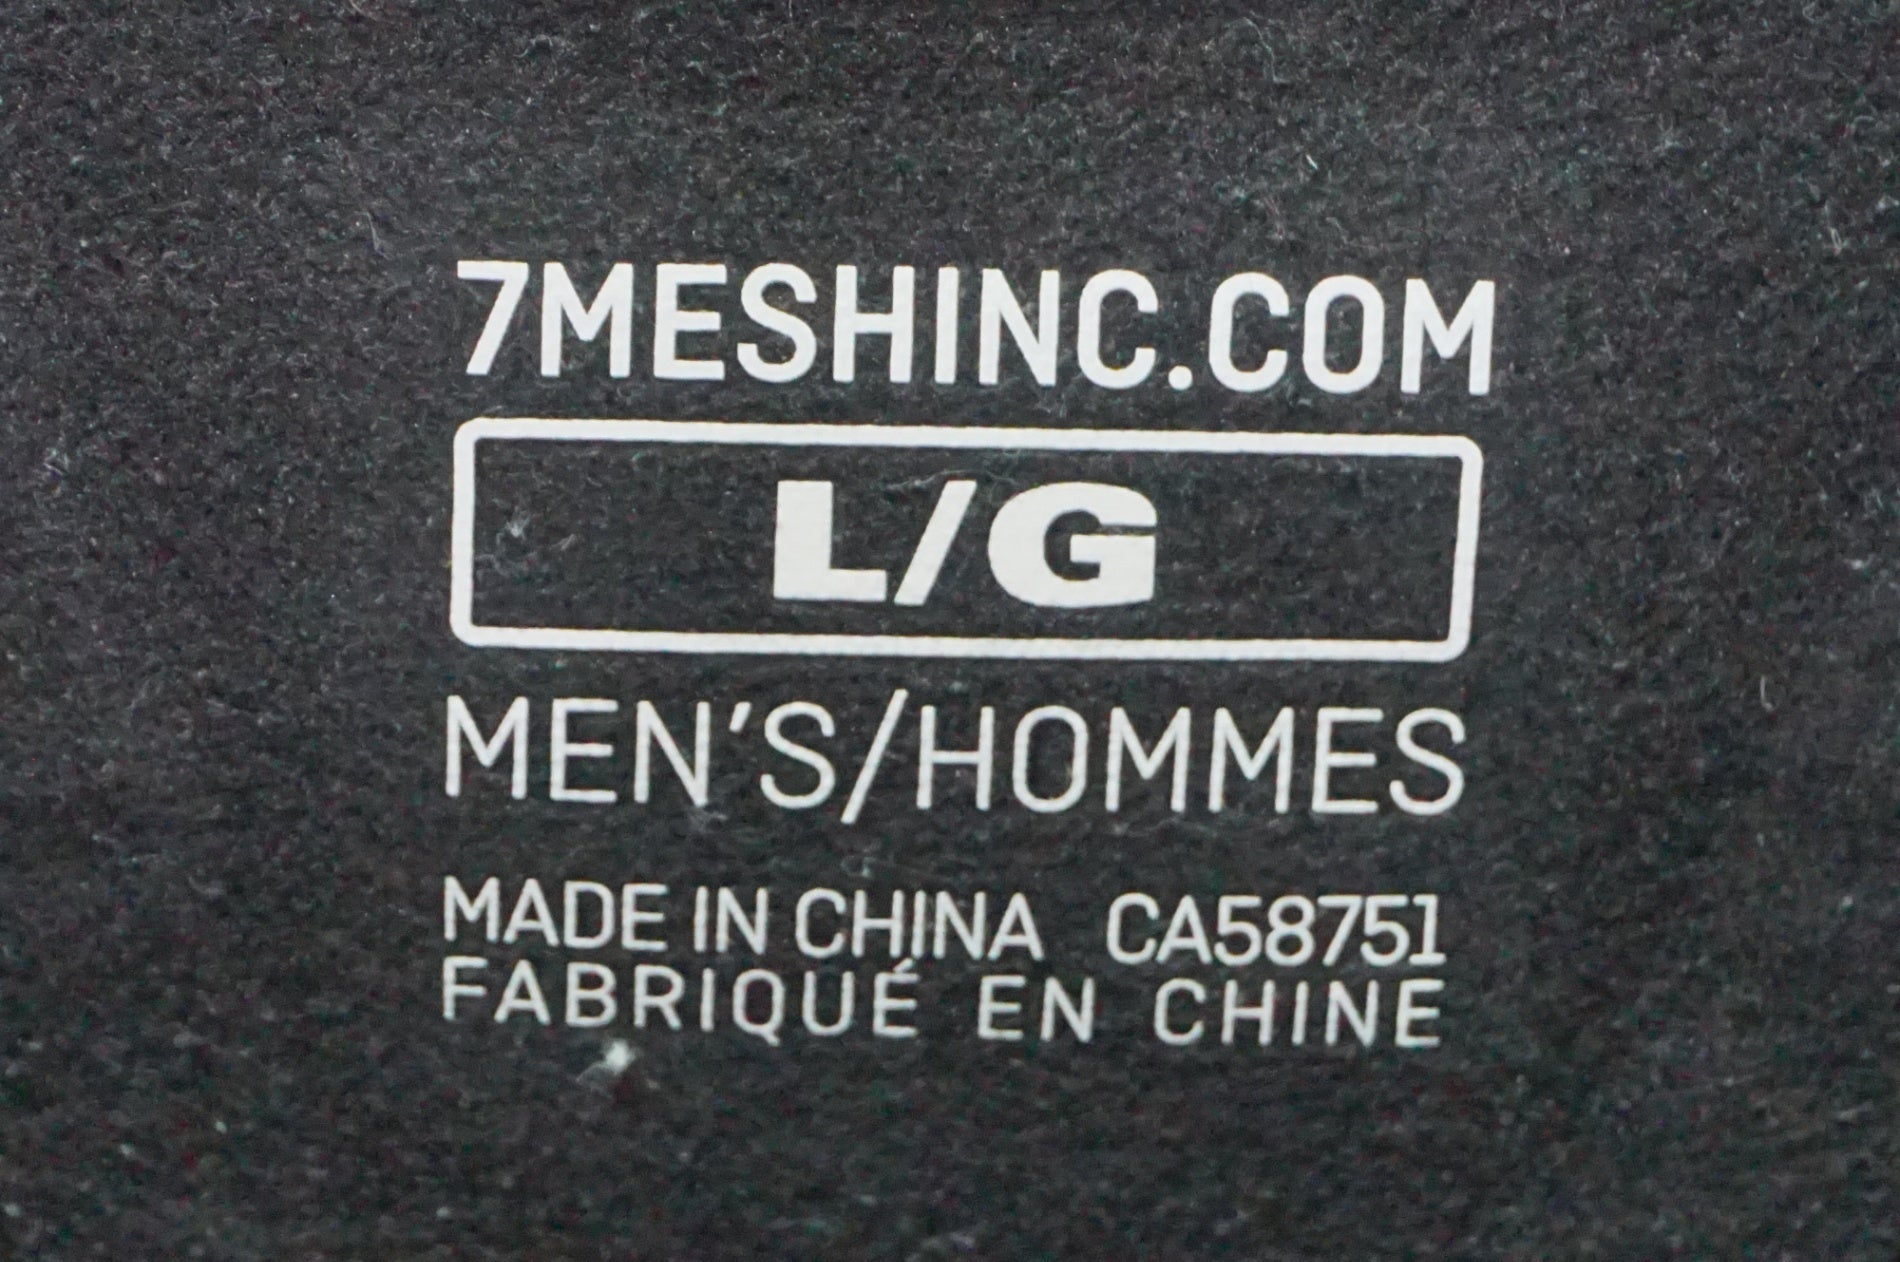 7MESHINC.COM
L/G
MEN'S/HOMMES
MADE IN CHINA CA58751
FABRIQUÉ EN CHINE